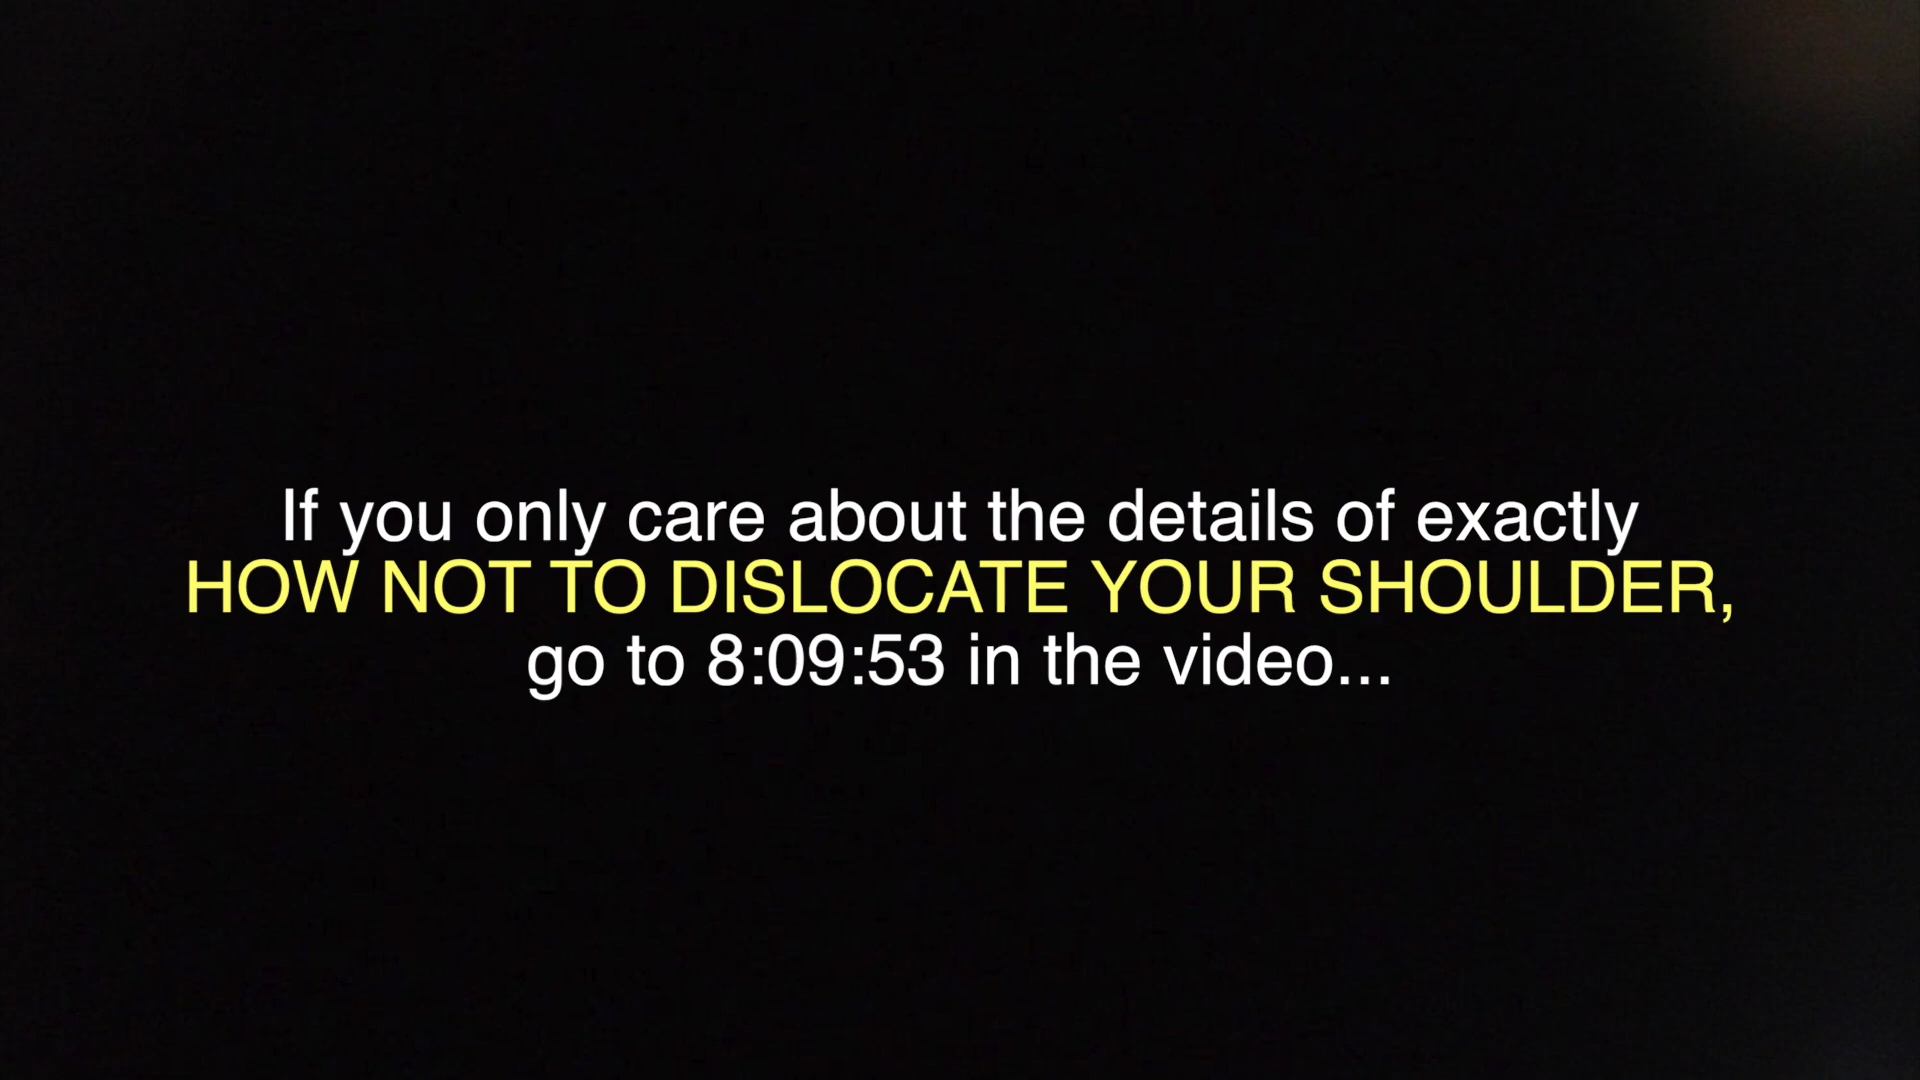 If you only care about the details of exactly
HOW NOT TO DISLOCATE YOUR SHOULDER,
go to 8:09:53 in the video...